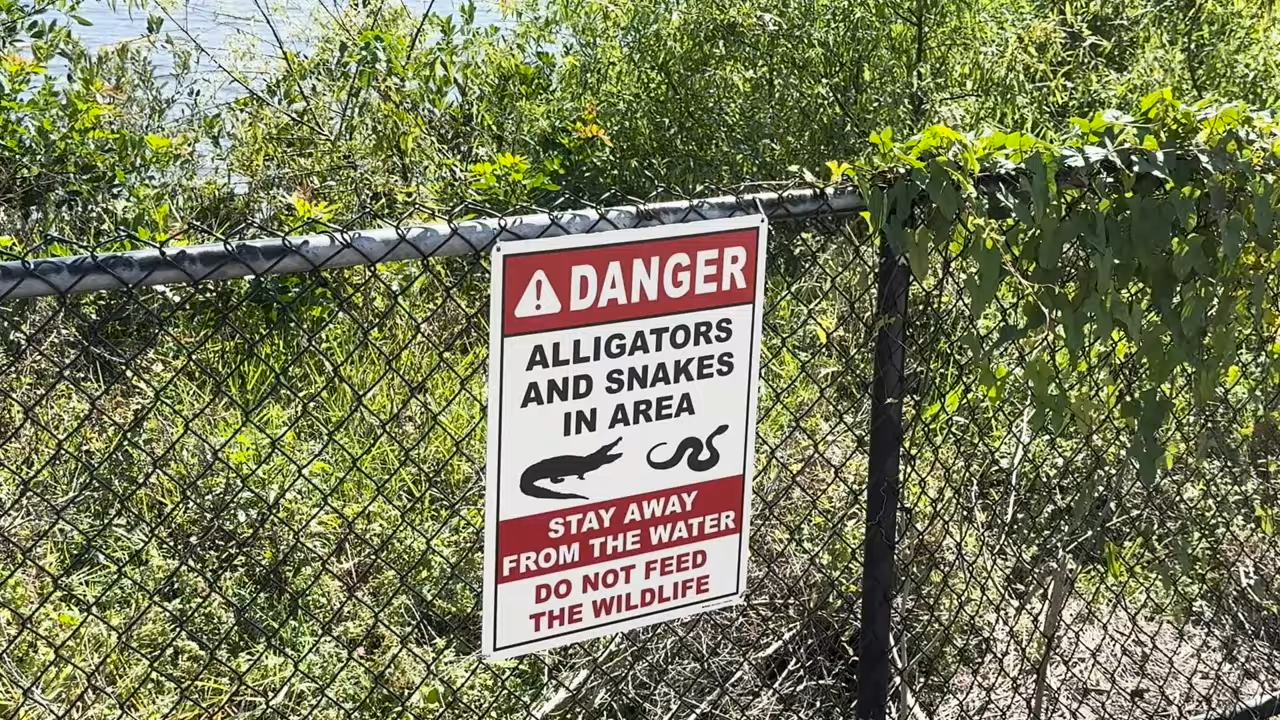 DANGER
ALLIGATORS
AND SNAKES
IN AREA
STAY AWAY
FROM THE WATER
DO NOT FEED
THE WILDLIFE